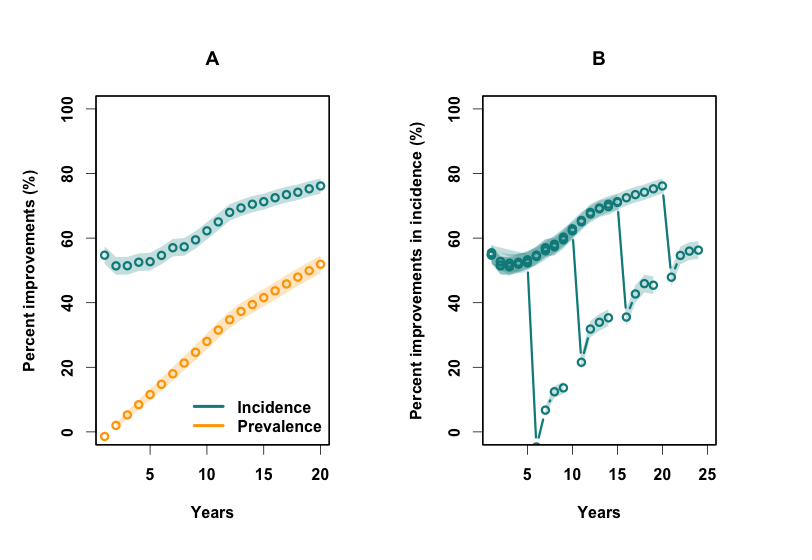 A
Percent improvements (%)
100
80
60
40
20
0
Incidence
Prevalence
5 10 15 20
Years
B
Percent improvements in incidence (%)
100
80
60
40
20
0
5 10 15 20 25
Years